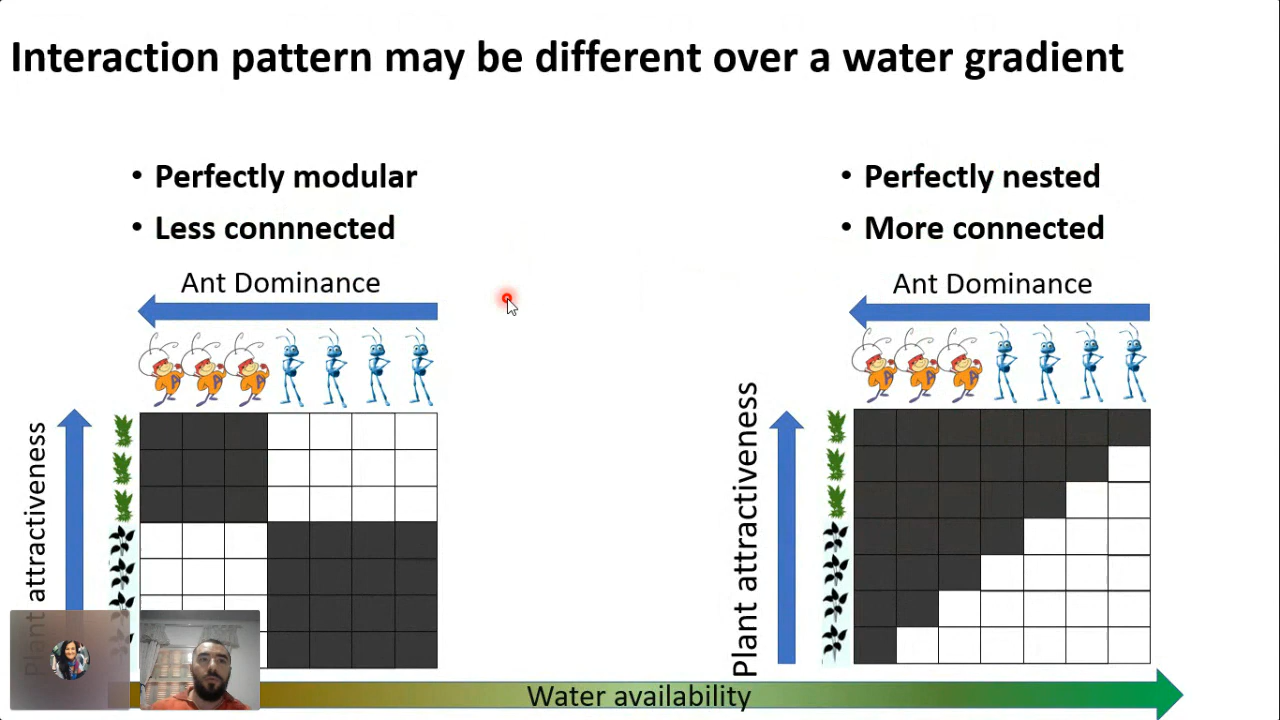 Interaction pattern may be different over a water gradient
• Perfectly modular
• Less connnected
Ant Dominance
Plant attractiveness
• Perfectly nested
• More connected
Ant Dominance
Plant attractiveness
Water availability